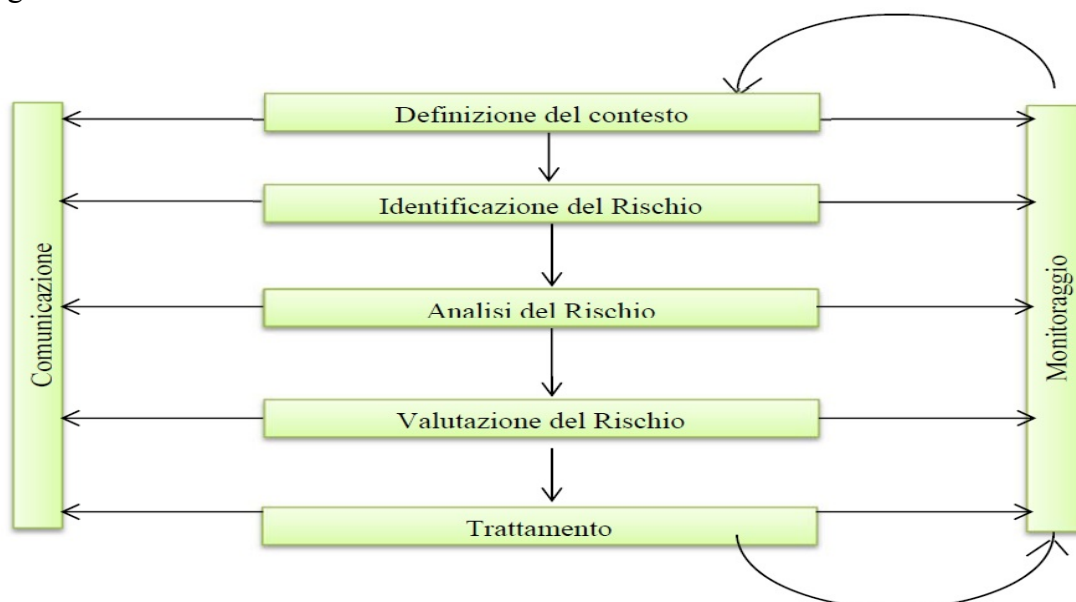 Definizione del contesto
Identificazione del Rischio
Analisi del Rischio
Valutazione del Rischio
Trattamento
Comunicazione
Monitoraggio